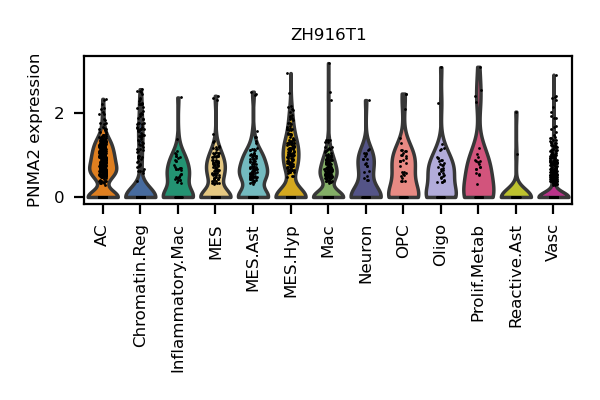 ZH916T1
PNMA2 expression
2
0
AC
Chromatin.Reg
Inflammatory.Mac
MES
MES.Ast
MES.Hyp
Mac
Neuron
OPC
Oligo
Prolif.Metab
Reactive.Ast
Vasc